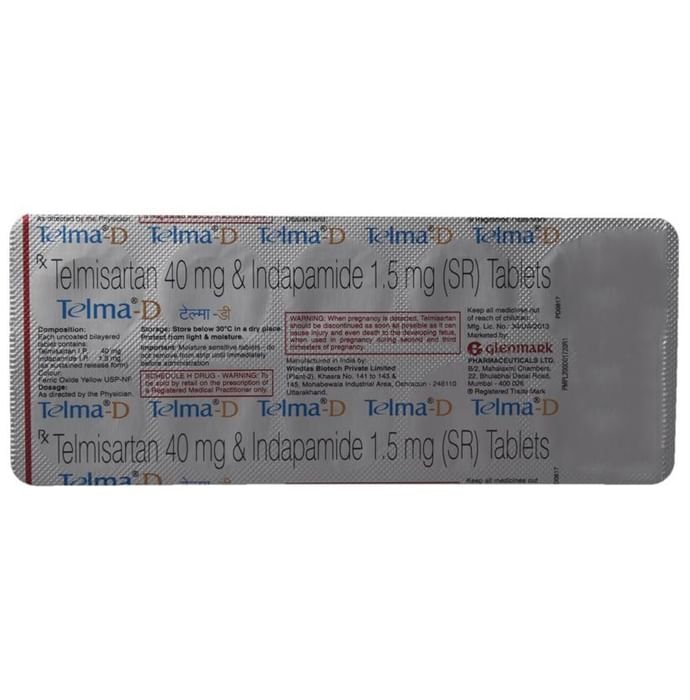 As directed by the Physician.
Telma®-D Telma®-D Telma®-D Telma®-D Telma®-D
Rx Telmisartan 40 mg & Indapamide 1.5 mg (SR) Tablets
Telma®-D टेल्मा -डी
Composition:
Each uncoated bilayered
tablet contains:
Telmisartan I.P. 40 mg
Indapamide I.P. 1.5 mg
(as sustained release form)
Colour:
Ferric Oxide Yellow USP-NF
Dosage:
As directed by the Physician.
Storage: Store below 30°C in a dry place.
Protect from light & moisture.
Important: Moisture sensitive tablets - do
not remove from strip until immediately
before administration
SCHEDULE H DRUG - WARNING: To
be sold by retail on the prescription of
a Registered Medical Practitioner only.
WARNING: When pregnancy is detected, Telmisartan
should be discontinued as soon as possible as it can
cause injury and even death to the developing fetus,
when used in pregnancy during second and third
trimesters of pregnancy.
Manufactured in India by:
Windlas Biotech Private Limited
(Plant-2), Khasra No. 141 to 143 &
145, Mohabewala Industrial Area, Dehradun - 248110
Uttarakhand.
Keep all medicines out
of reach of children.
Mfg. Lic. No.:
glenmark
PHARMACEUTICALS LTD.
B/2, Mahalaxmi Chambers,
22, Bhulabhai Desai Road,
Mumbai - 400 026
® Registered Trade Mark
PD0817
Telma®-D Telma®-D Telma®-D Telma®-D Telma®-D
Rx Telmisartan 40 mg & Indapamide 1.5 mg (SR) Tablets
Telma®-D टेल्मा -डी
Keep all medicines out